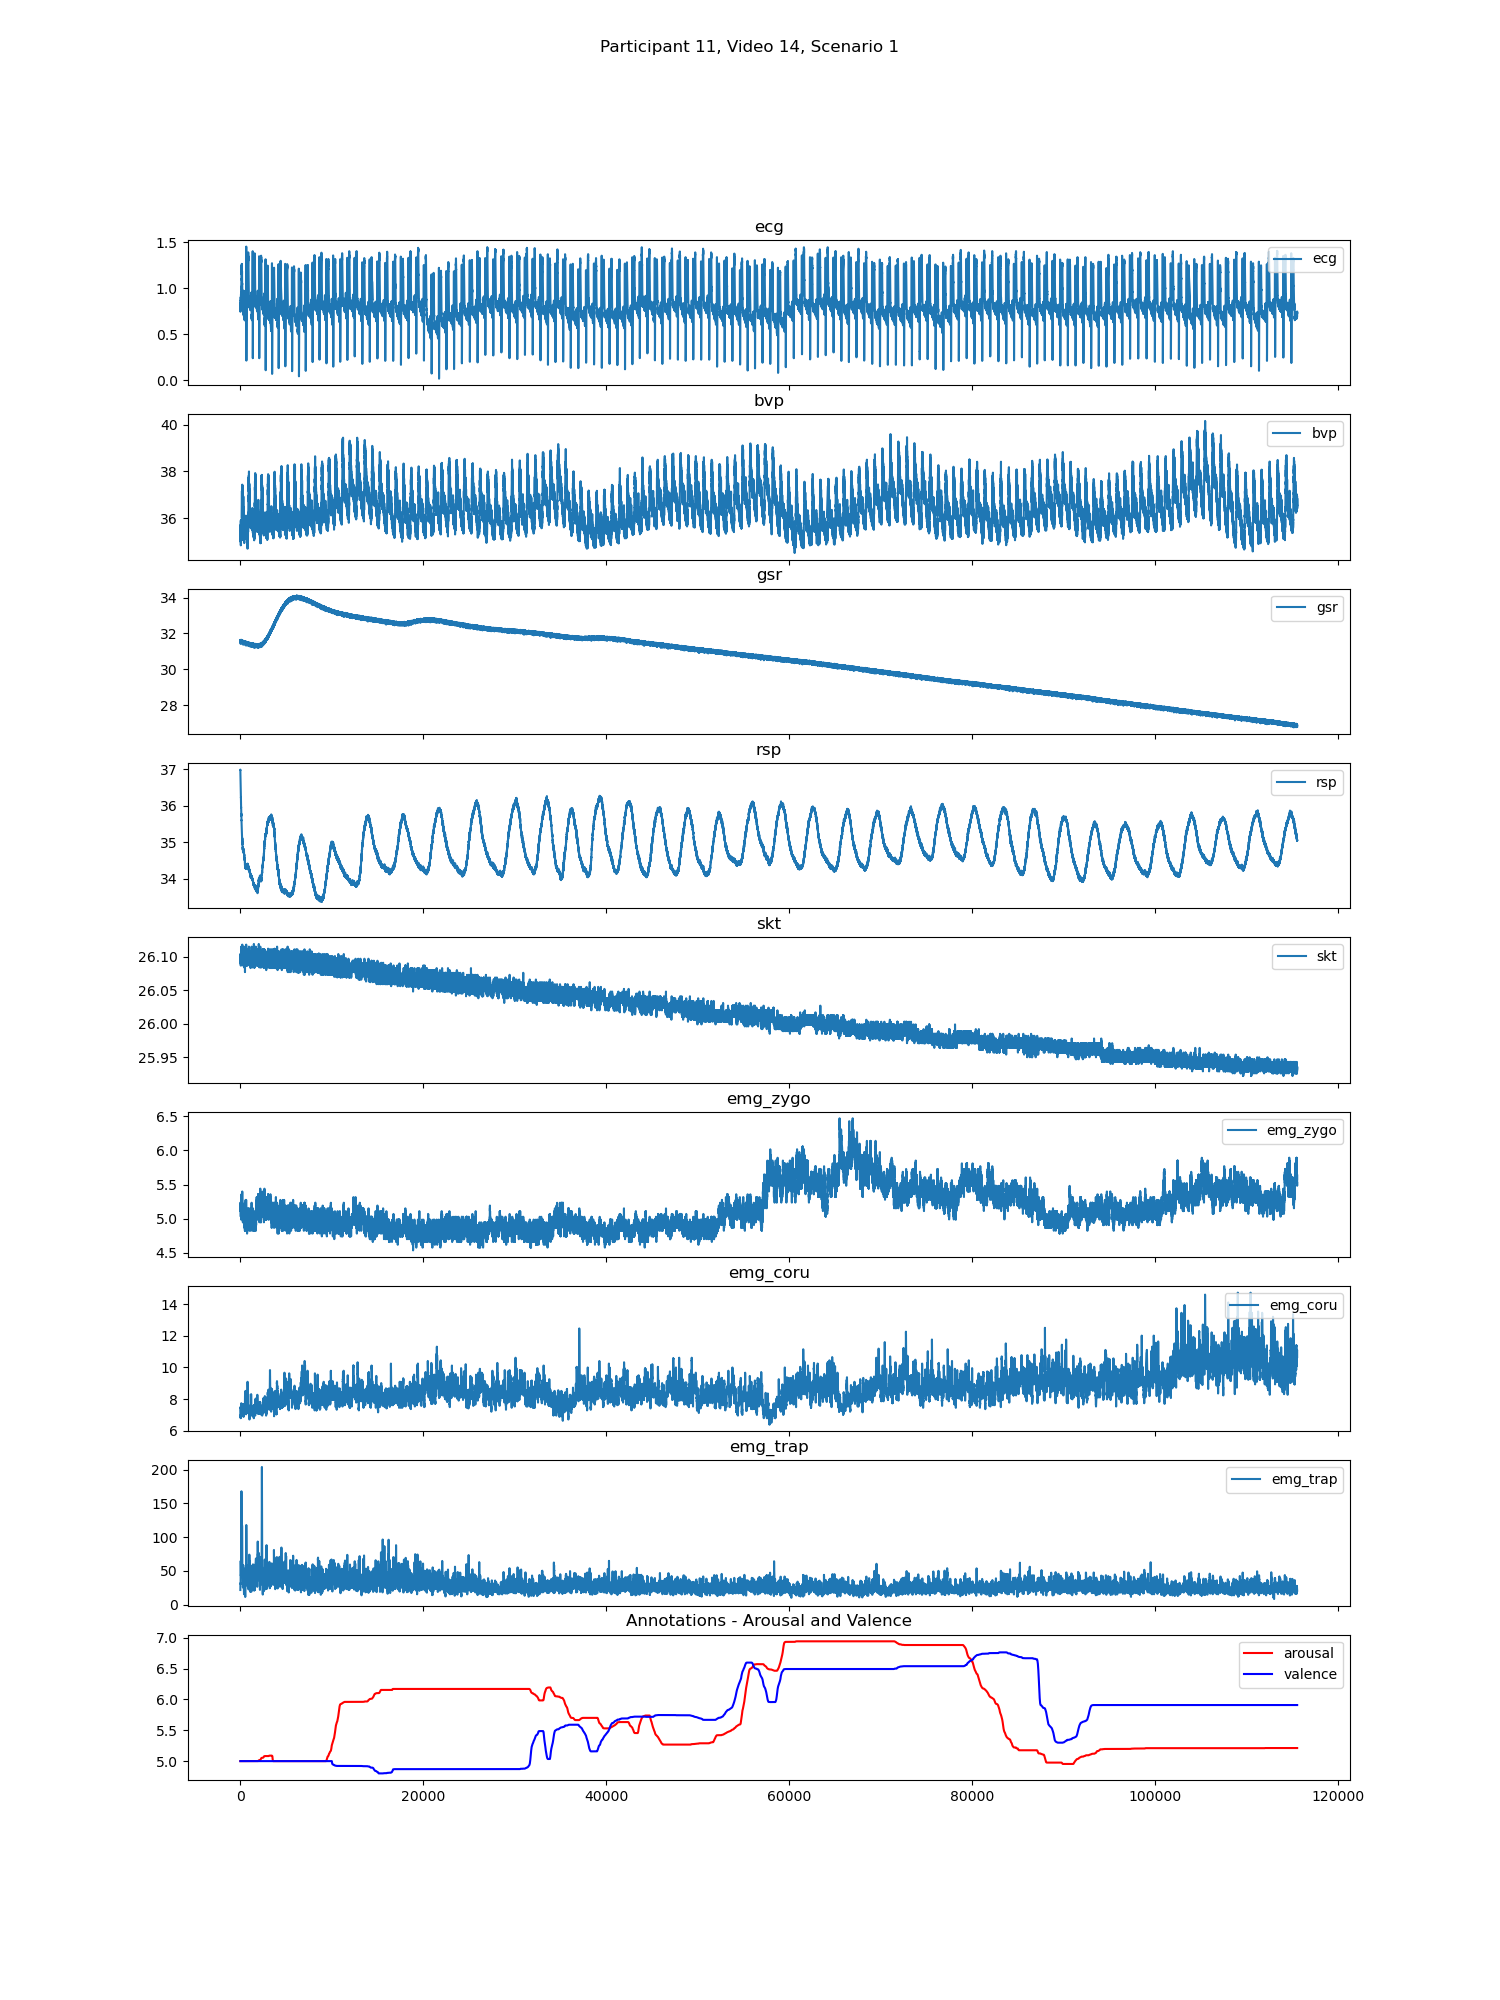 Participant 11, Video 14, Scenario 1
ecg
1.5
1.0
0.5
0.0
ecg
bvp
40
38
36
bvp
gsr
34
32
30
28
gsr
rsp
37
36
35
34
rsp
skt
26.10
26.05
26.00
25.95
skt
emg_zygo
6.5
6.0
5.5
5.0
4.5
emg_zygo
emg_coru
14
12
10
8
6
emg_coru
emg_trap
200
150
100
50
0
emg_trap
Annotations - Arousal and Valence
7.0
6.5
6.0
5.5
5.0
arousal
valence
0 20000 40000 60000 80000 100000 120000